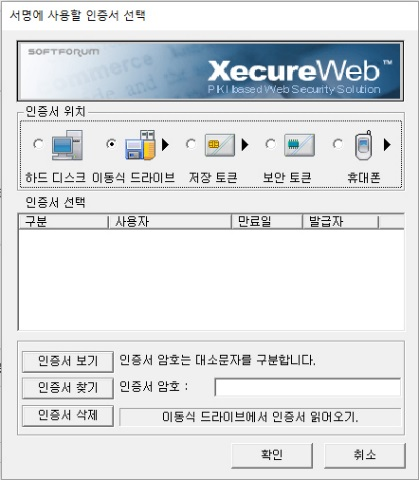 서명에 사용할 인증서 선택
SOFTFORUM
XecureWeb™
PKI based Web Security Solution
인증서 위치
하드 디스크 이동식 드라이브 저장 토큰 보안 토큰 휴대폰
인증서 선택
구분 사용자 만료일 발급자
인증서 보기 인증서 암호는 대소문자를 구분합니다.
인증서 찾기 인증서 암호 :
인증서 삭제 이동식 드라이브에서 인증서 읽어오기.
확인 취소